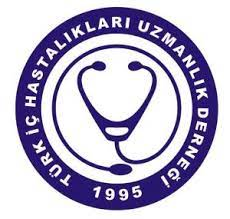 TÜRK İÇ HASTALIKLARI UZMANLIK DERNEĞİ
1995